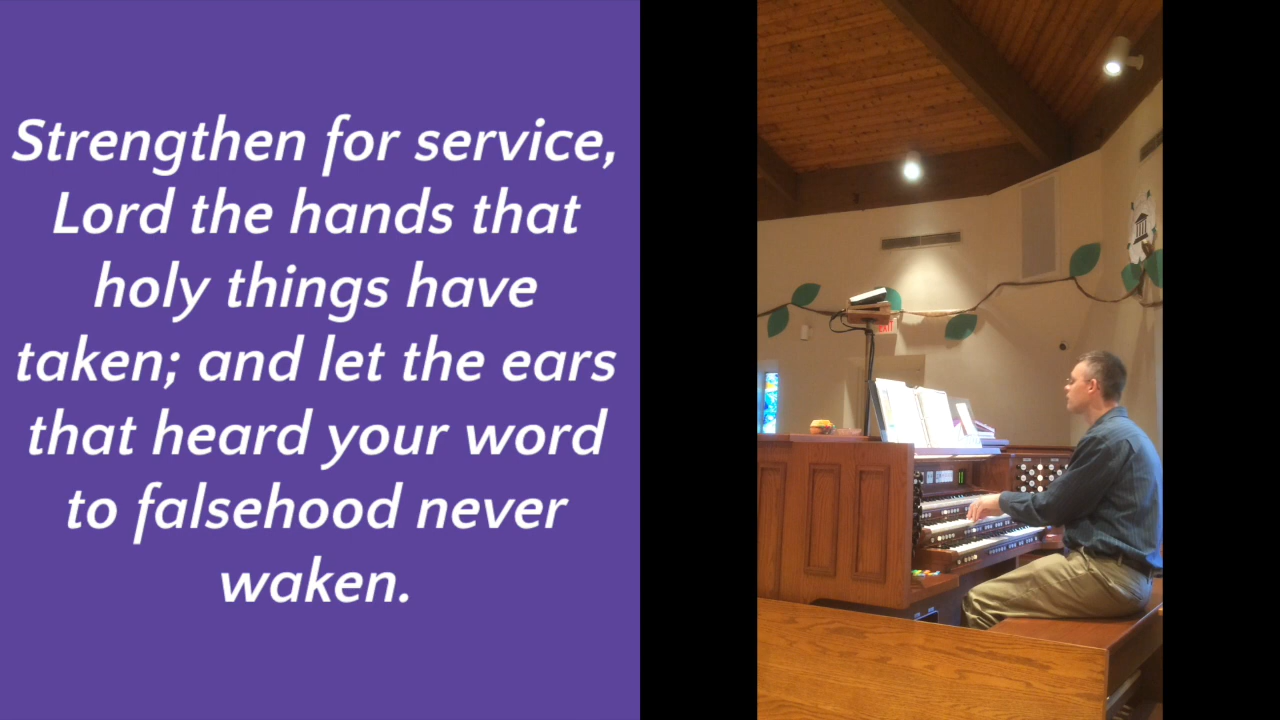 Strengthen for service,
Lord the hands that
holy things have
taken; and let the ears
that heard your word
to falsehood never
waken.
EXIT